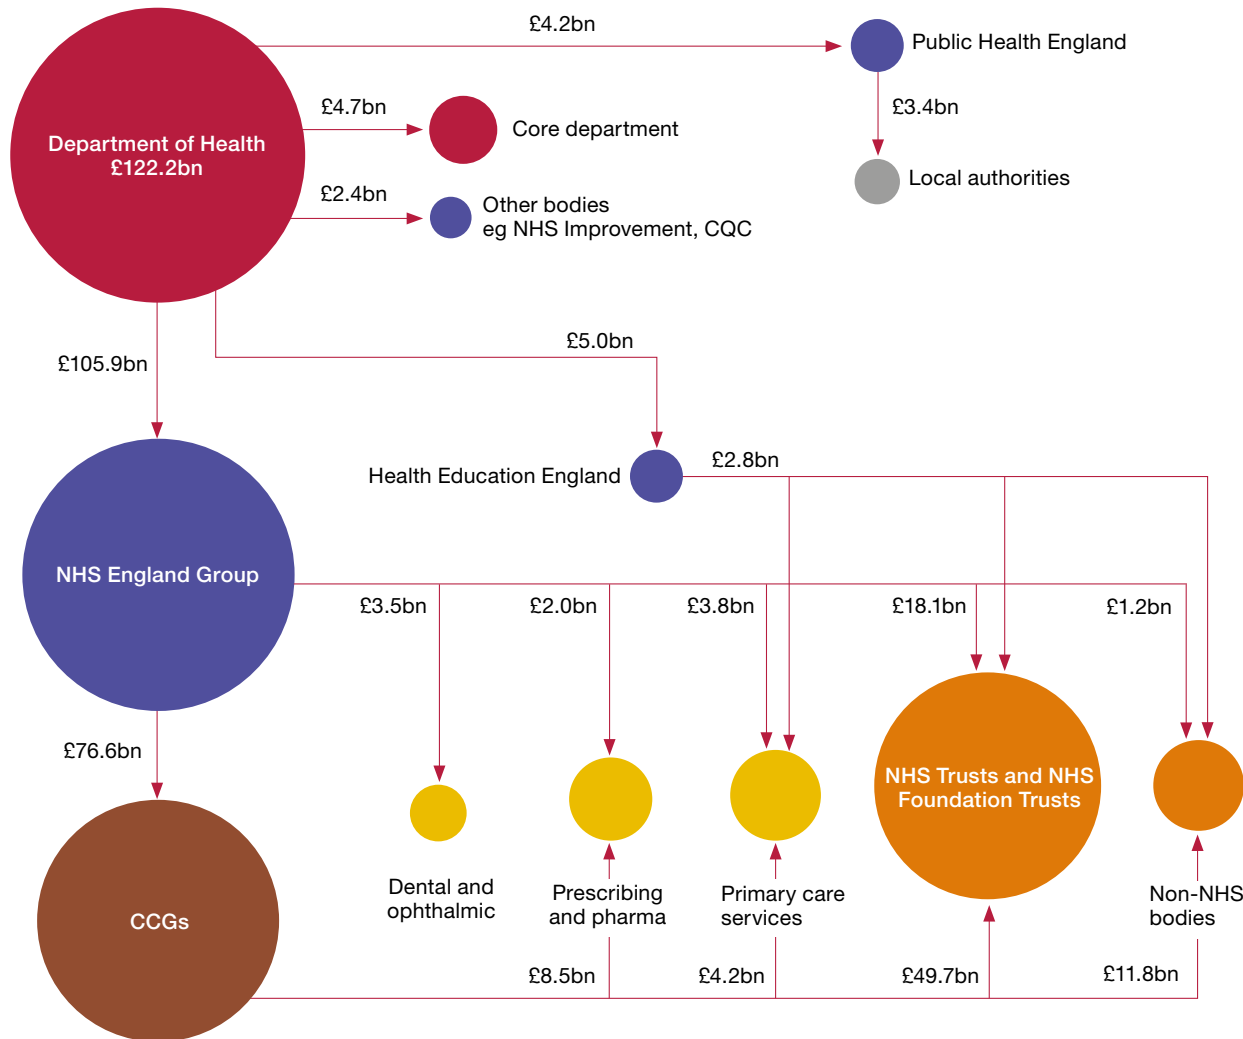 £4.2bn
Public Health England
£4.7bn
£3.4bn
Core department
Department of Health
£122.2bn
£2.4bn
Local authorities
Other bodies
eg NHS Improvement, CQC
£5.0bn
£105.9bn
£2.8bn
Health Education England
NHS England Group
£3.5bn
£2.0bn
£3.8bn
£18.1bn
£1.2bn
£76.6bn
NHS Trusts and NHS
Foundation Trusts
Dental and
ophthalmic
Prescribing
and pharma
Primary care
services
Non-NHS
bodies
CCGs
£8.5bn
£4.2bn
£49.7bn
£11.8bn